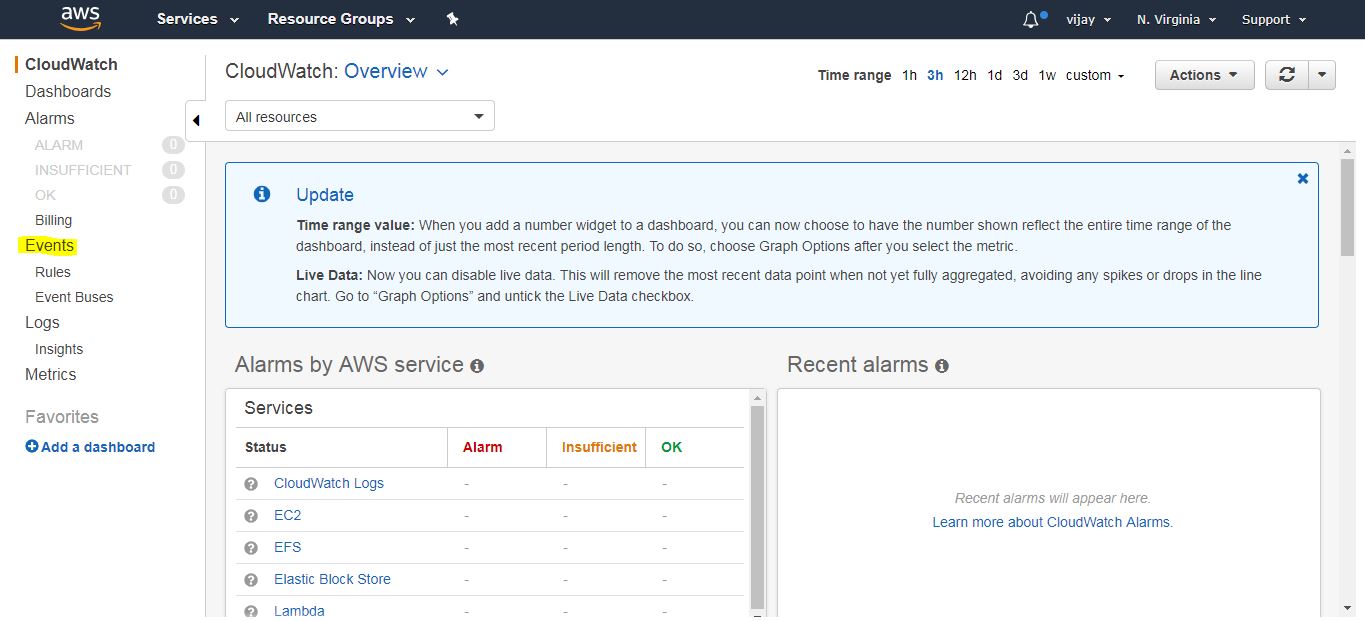 aws
Services
Resource Groups
vijay
N. Virginia
Support
CloudWatch
Dashboards
Alarms
ALARM 0
INSUFFICIENT 0
OK 0
Billing
Events
Rules
Event Buses
Logs
Insights
Metrics
Favorites
Add a dashboard
CloudWatch: Overview
Time range 1h 3h 12h 1d 3d 1w custom
Actions
All resources
Update
Time range value: When you add a number widget to a dashboard, you can now choose to have the number shown reflect the entire time range of the
dashboard, instead of just the most recent period length. To do so, choose Graph Options after you select the metric.
Live Data: Now you can disable live data. This will remove the most recent data point when not yet fully aggregated, avoiding any spikes or drops in the line
chart. Go to “Graph Options” and untick the Live Data checkbox.
Alarms by AWS service
Services
Status Alarm Insufficient OK
CloudWatch Logs - - -
EC2 - - -
EFS - - -
Elastic Block Store - - -
Lambda - - -
Recent alarms
Recent alarms will appear here.
Learn more about CloudWatch Alarms.